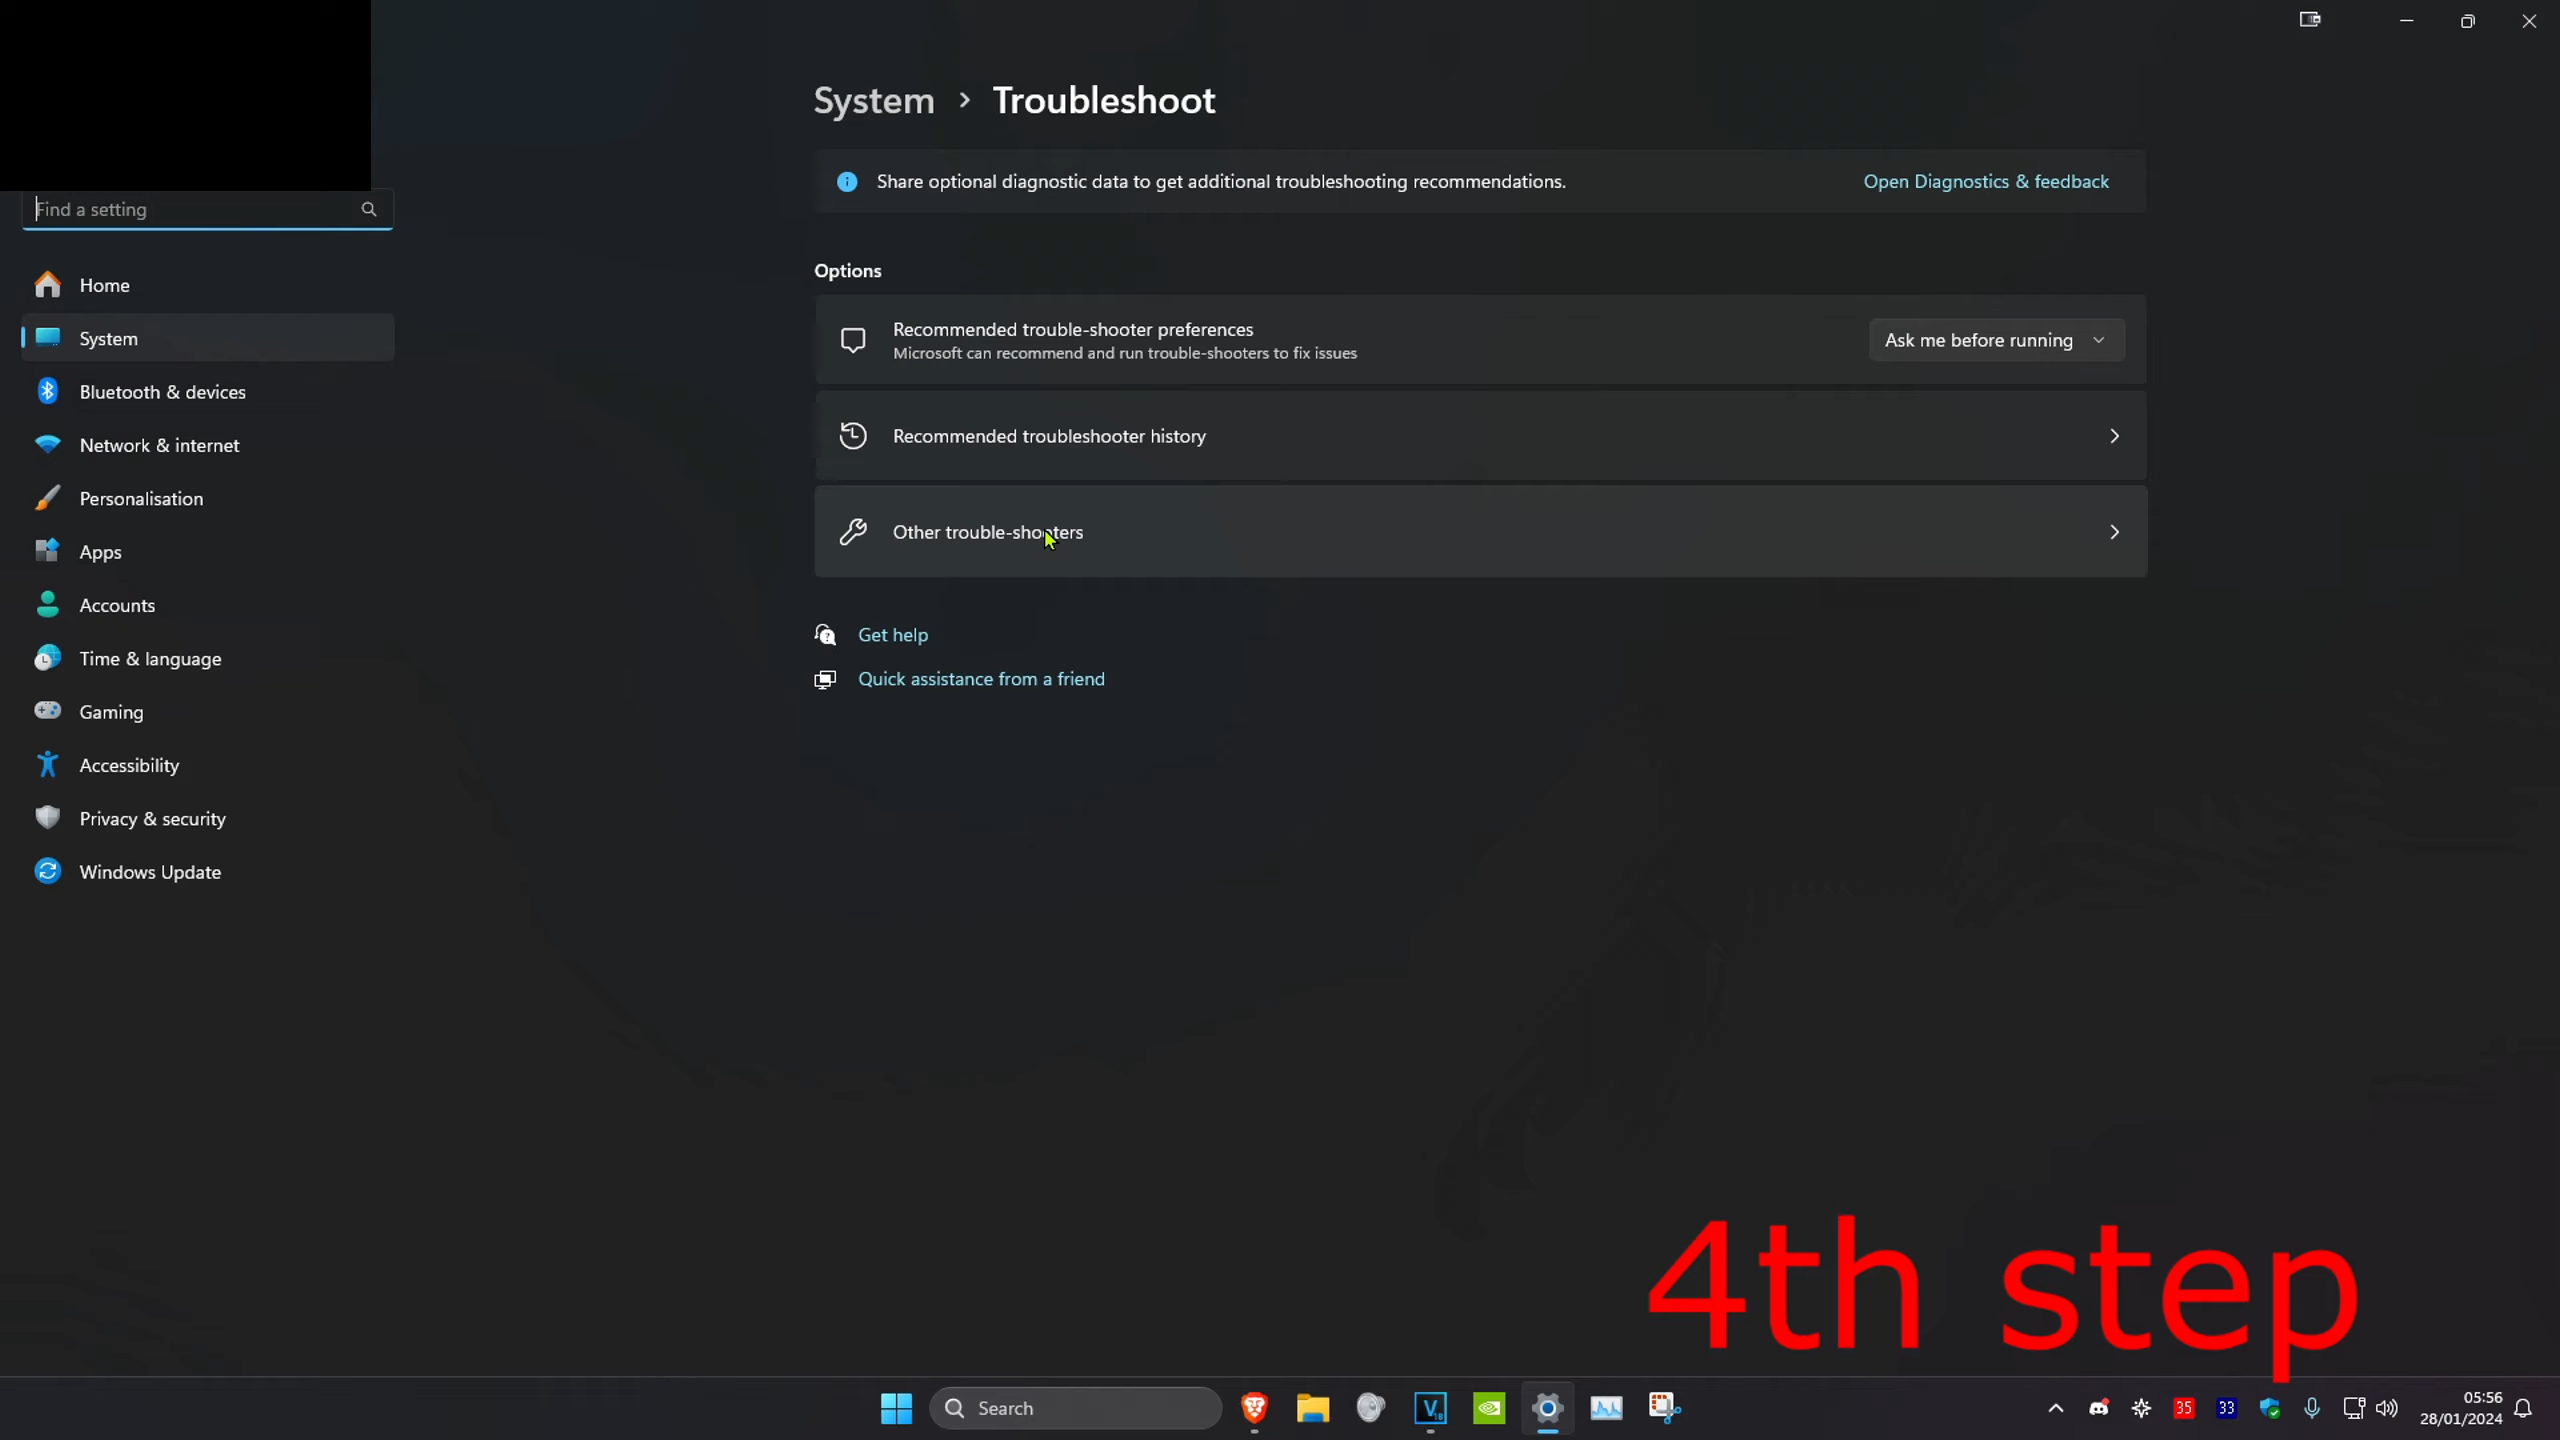 System > Troubleshoot
Share optional diagnostic data to get additional troubleshooting recommendations.
Open Diagnostics & feedback
Find a setting
Home
System
Bluetooth & devices
Network & internet
Personalisation
Apps
Accounts
Time & language
Gaming
Accessibility
Privacy & security
Windows Update
Options
Recommended trouble-shooter preferences
Microsoft can recommend and run trouble-shooters to fix issues
Ask me before running
Recommended troubleshooter history
Other trouble-shooters
Get help
Quick assistance from a friend
4th step
Search
V18
35
33
05:56
28/01/2024